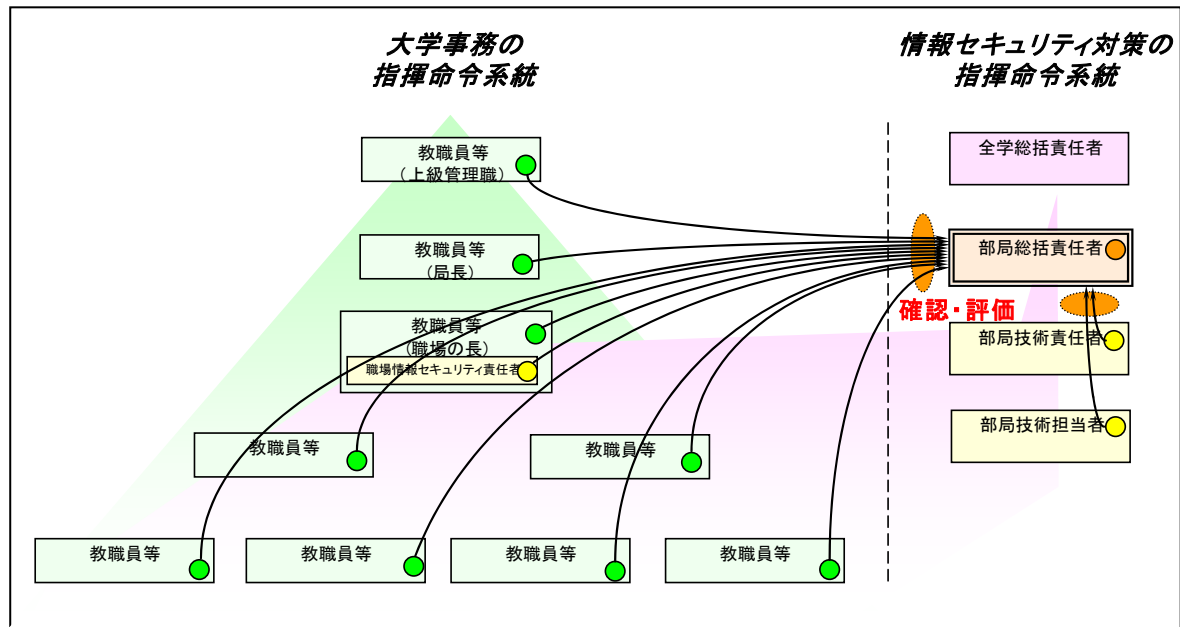 大学事務の
指揮命令系統
情報セキュリティ対策の
指揮命令系統
教職員等
（上級管理職）
全学総括責任者
教職員等
（局長）
部局総括責任者
確認・評価
教職員等
（職場の長）
職場情報セキュリティ責任者
部局技術責任者
教職員等
教職員等
部局技術担当者
教職員等
教職員等
教職員等
教職員等